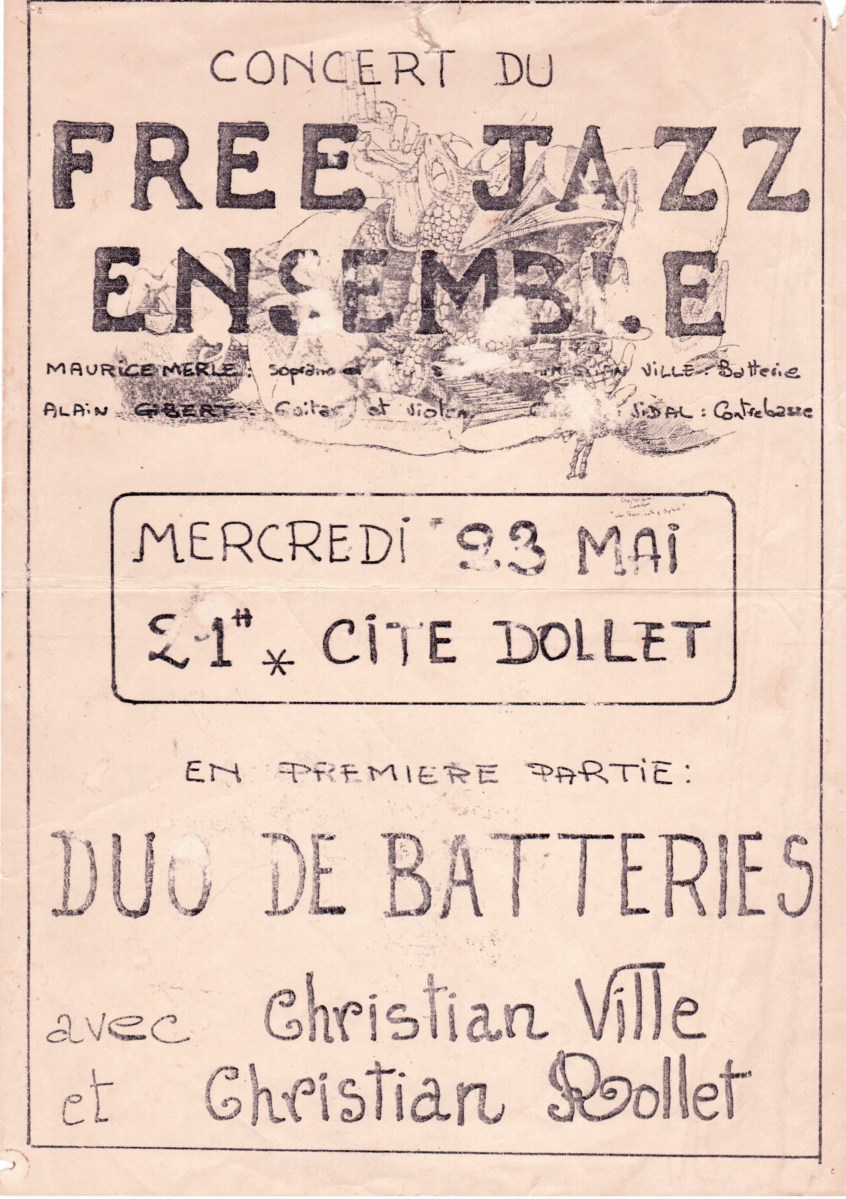 CONCERT DU
FREE JAZZ
ENSEMBLE
MAURICE MERLE : soprano VILLE : Batterie
ALAIN GIBERT : Guitare et violon VIDAL : Contrebasse
MERCREDI 23 MAI
21H * CITE DOLLET
EN PREMIERE PARTIE :
DUO DE BATTERIES
avec Christian Ville
et Christian Rollet